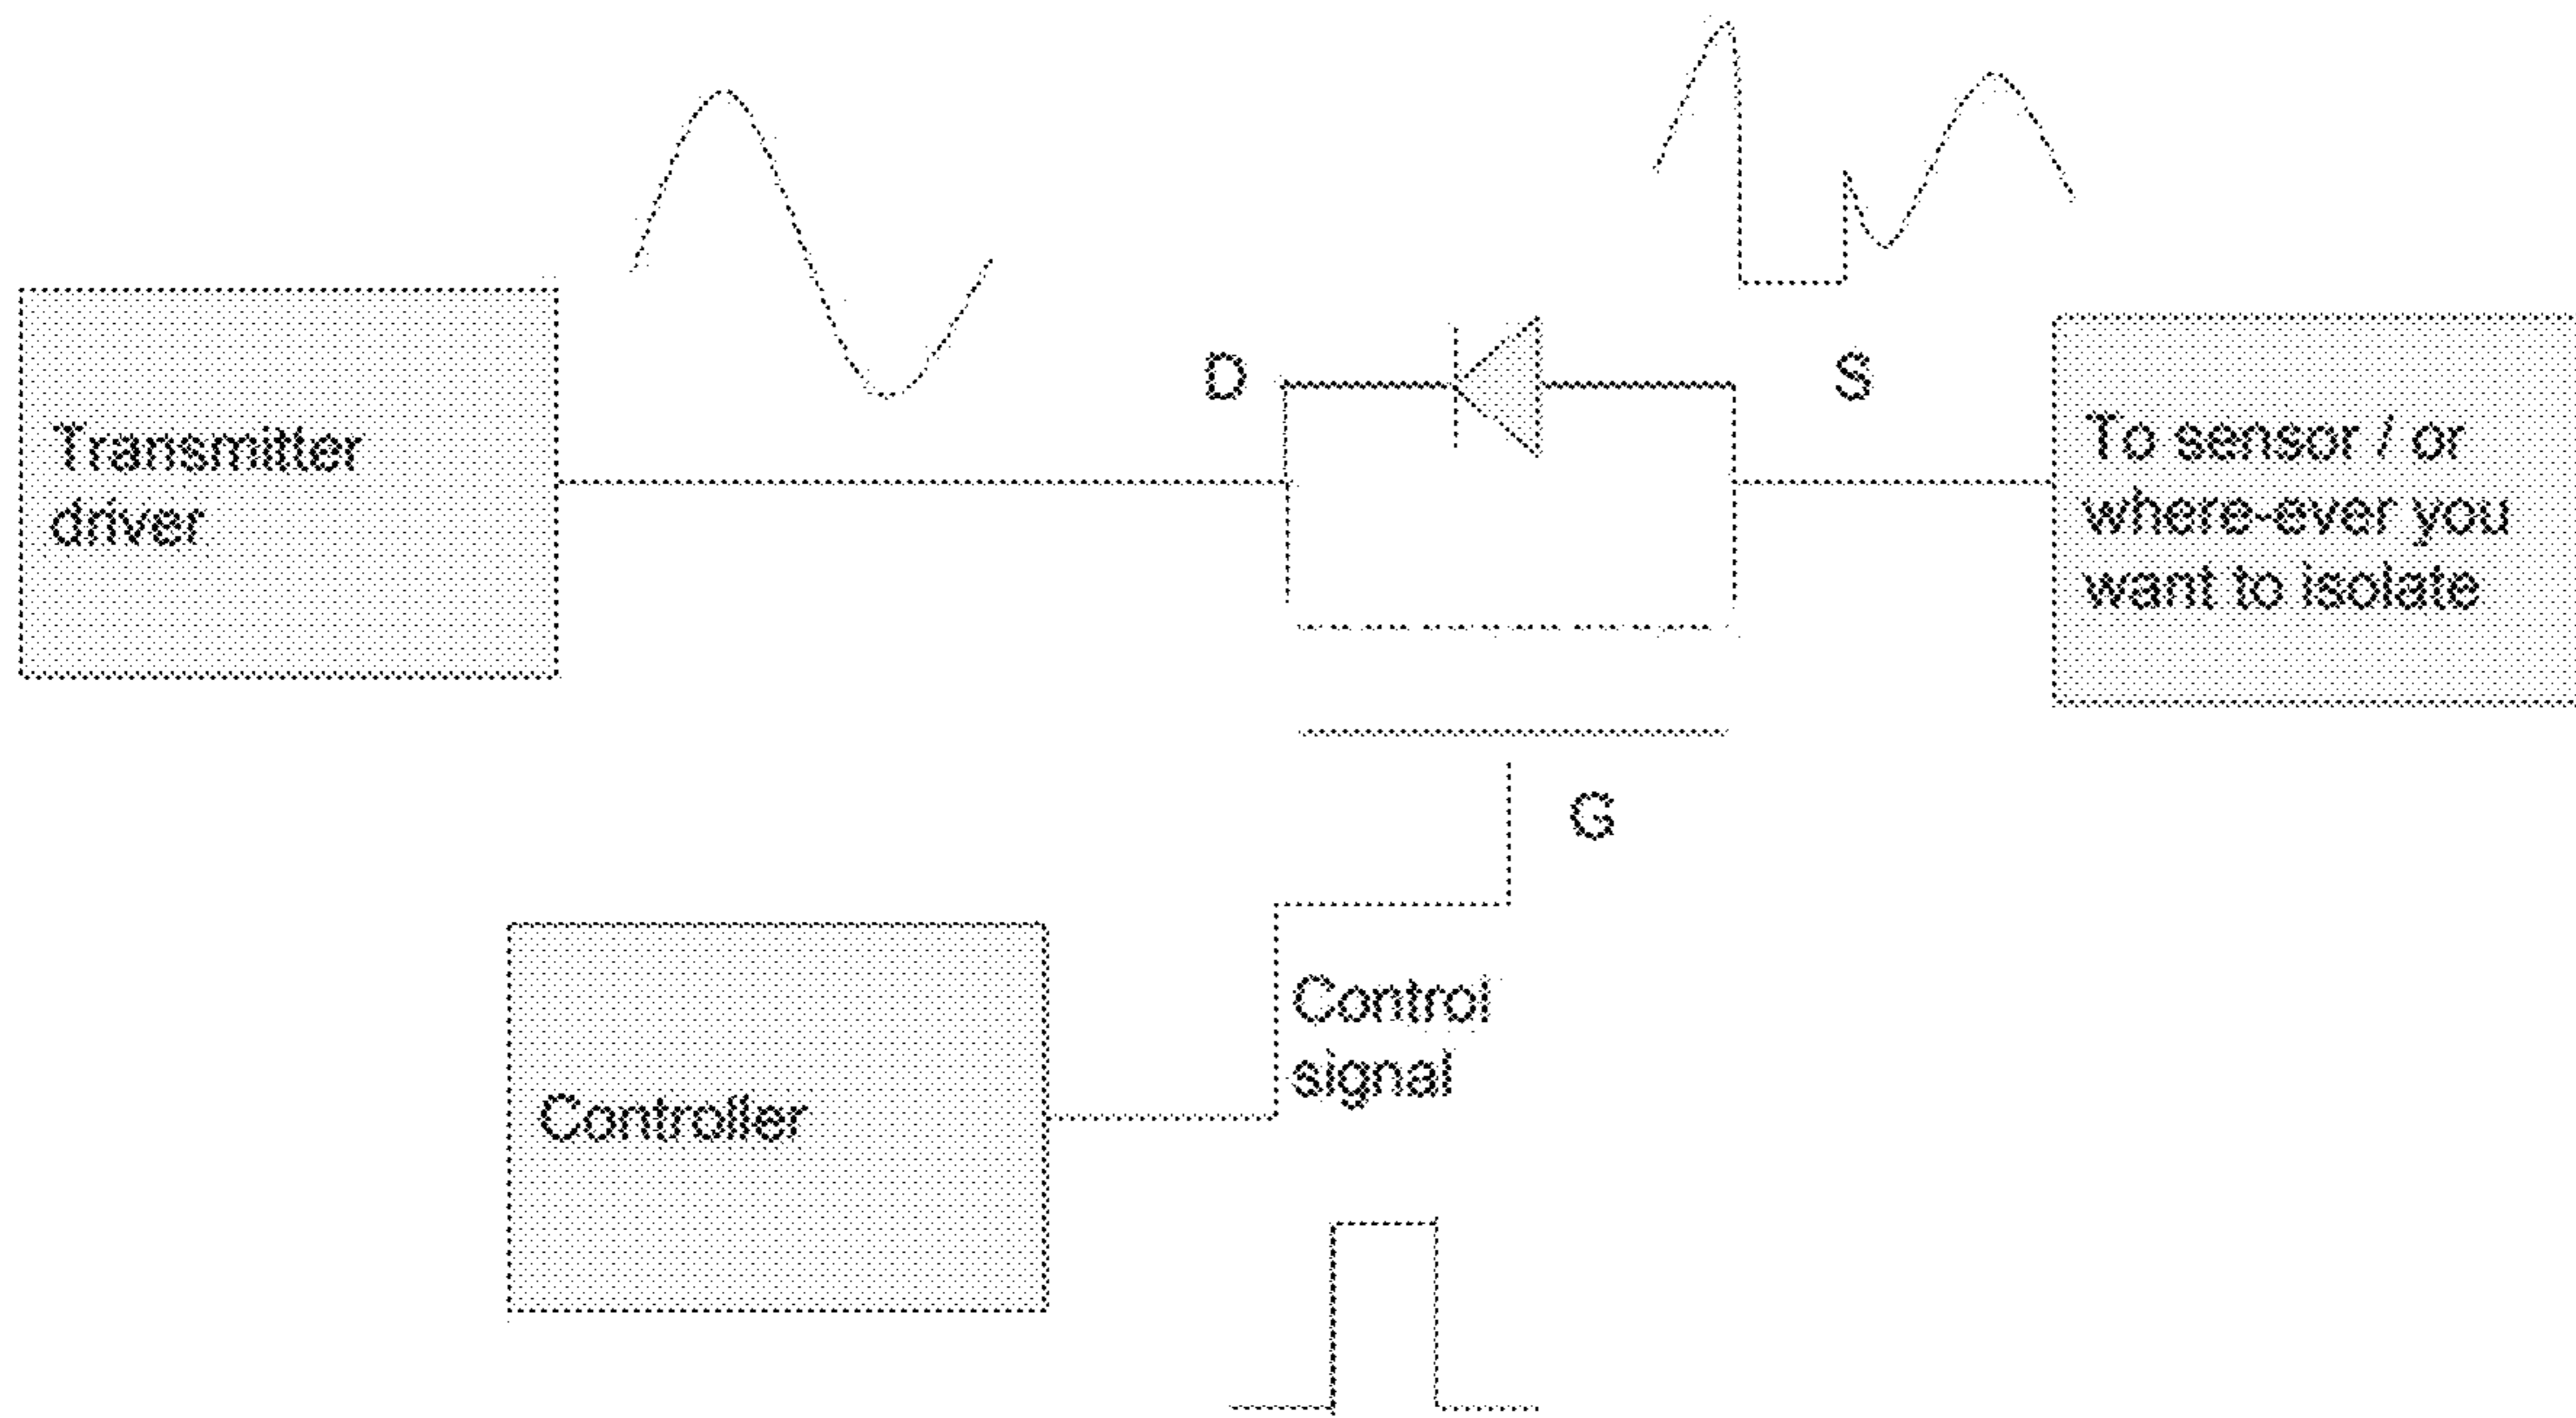 D
S
Transmitter
driver
To sensor / or
where-ever you
want to isolate
G
Control
signal
Controller